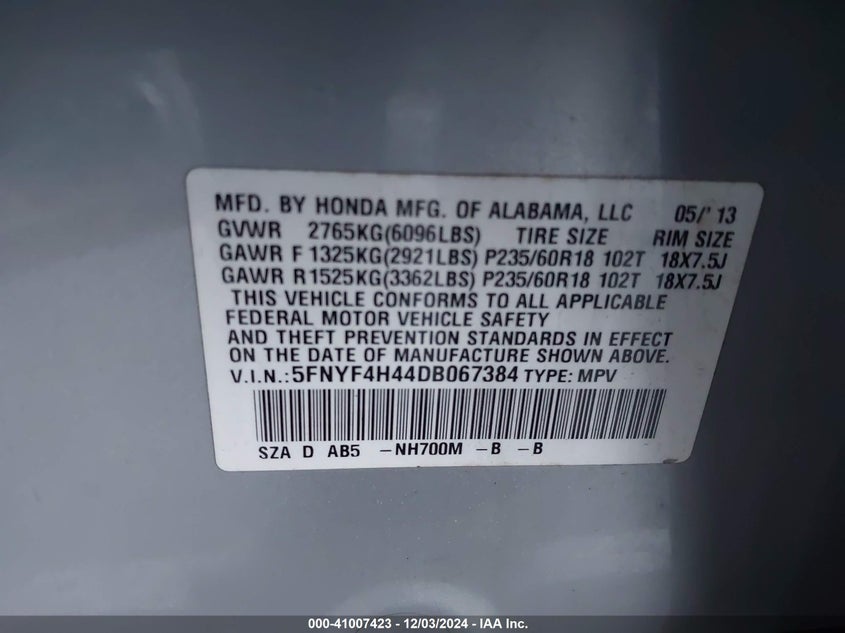 MFD. BY HONDA MFG. OF ALABAMA, LLC 05/'13
GVWR 2765KG(6096LBS) TIRE SIZE RIM SIZE
GAWR F 1325KG(2921LBS) P235/60R18 102T 18X7.5J
GAWR R1525KG(3362LBS) P235/60R18 102T 18X7.5J
THIS VEHICLE CONFORMS TO ALL APPLICABLE
FEDERAL MOTOR VEHICLE SAFETY
AND THEFT PREVENTION STANDARDS IN EFFECT
ON THE DATE OF MANUFACTURE SHOWN ABOVE.
V.I.N.:5FNYF4H44DB067384 TYPE: MPV
SZA D AB5 -NH700M -B -B
000-41007423 - 12/03/2024 - IAA Inc.